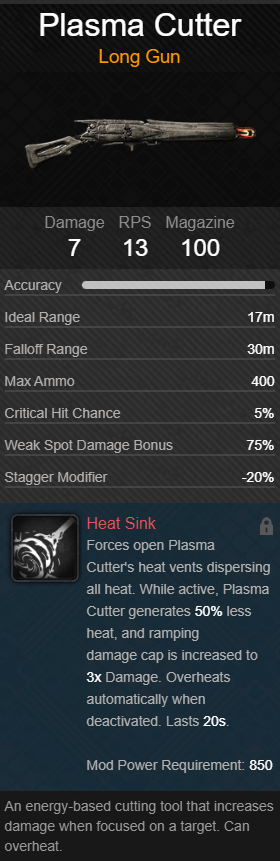 Plasma Cutter
Long Gun
Damage RPS Magazine
7 13 100
Accuracy
Ideal Range 17m
Falloff Range 30m
Max Ammo 400
Critical Hit Chance 5%
Weak Spot Damage Bonus 75%
Stagger Modifier -20%
Heat Sink
Forces open Plasma
Cutter's heat vents dispersing
all heat. While active, Plasma
Cutter generates 50% less
heat, and ramping
damage cap is increased to
3x Damage. Overheats
automatically when
deactivated. Lasts 20s.
Mod Power Requirement: 850
An energy-based cutting tool that increases
damage when focused on a target. Can
overheat.